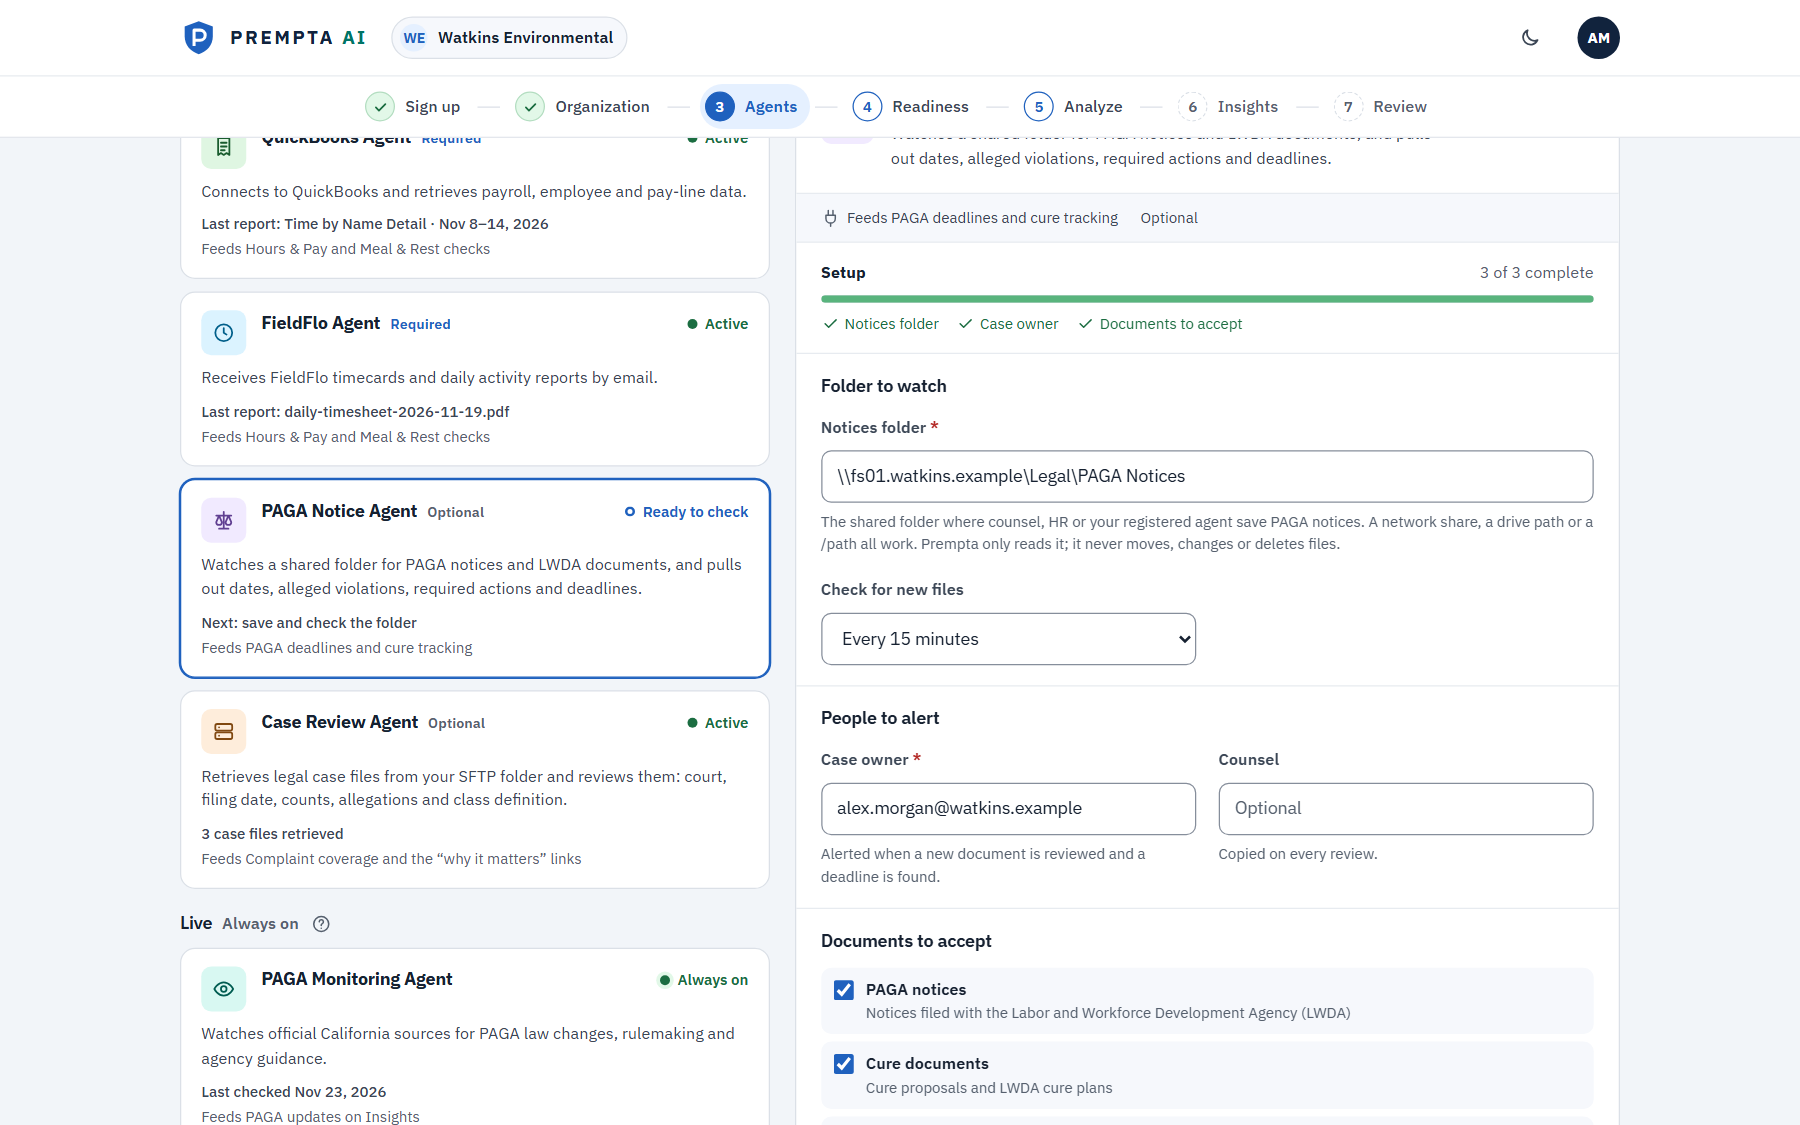 PREMPTA AI
WE Watkins Environmental
AM
Sign up
Organization
3 Agents
4 Readiness
5 Analyze
6 Insights
7 Review
QuickBooks Agent Required Active
Connects to QuickBooks and retrieves payroll, employee and pay-line data.
Last report: Time by Name Detail · Nov 8–14, 2026
Feeds Hours & Pay and Meal & Rest checks
FieldFlo Agent Required Active
Receives FieldFlo timecards and daily activity reports by email.
Last report: daily-timesheet-2026-11-19.pdf
Feeds Hours & Pay and Meal & Rest checks
PAGA Notice Agent Optional Ready to check
Watches a shared folder for PAGA notices and LWDA documents, and pulls
out dates, alleged violations, required actions and deadlines.
Next: save and check the folder
Feeds PAGA deadlines and cure tracking
Case Review Agent Optional Active
Retrieves legal case files from your SFTP folder and reviews them: court,
filing date, counts, allegations and class definition.
3 case files retrieved
Feeds Complaint coverage and the “why it matters” links
Live Always on
PAGA Monitoring Agent Always on
Watches official California sources for PAGA law changes, rulemaking and
agency guidance.
Last checked Nov 23, 2026
Feeds PAGA updates on Insights
Watches a shared folder for PAGA notices and LWDA documents, and pulls
out dates, alleged violations, required actions and deadlines.
Feeds PAGA deadlines and cure tracking Optional
Setup 3 of 3 complete
Notices folder Case owner Documents to accept
Folder to watch
Notices folder *
\\fs01.watkins.example\Legal\PAGA Notices
The shared folder where counsel, HR or your registered agent save PAGA notices. A network share, a drive path or a
/path all work. Prempta only reads it; it never moves, changes or deletes files.
Check for new files
Every 15 minutes
People to alert
Case owner *
alex.morgan@watkins.example
Alerted when a new document is reviewed and a
deadline is found.
Counsel
Optional
Copied on every review.
Documents to accept
PAGA notices
Notices filed with the Labor and Workforce Development Agency (LWDA)
Cure documents
Cure proposals and LWDA cure plans